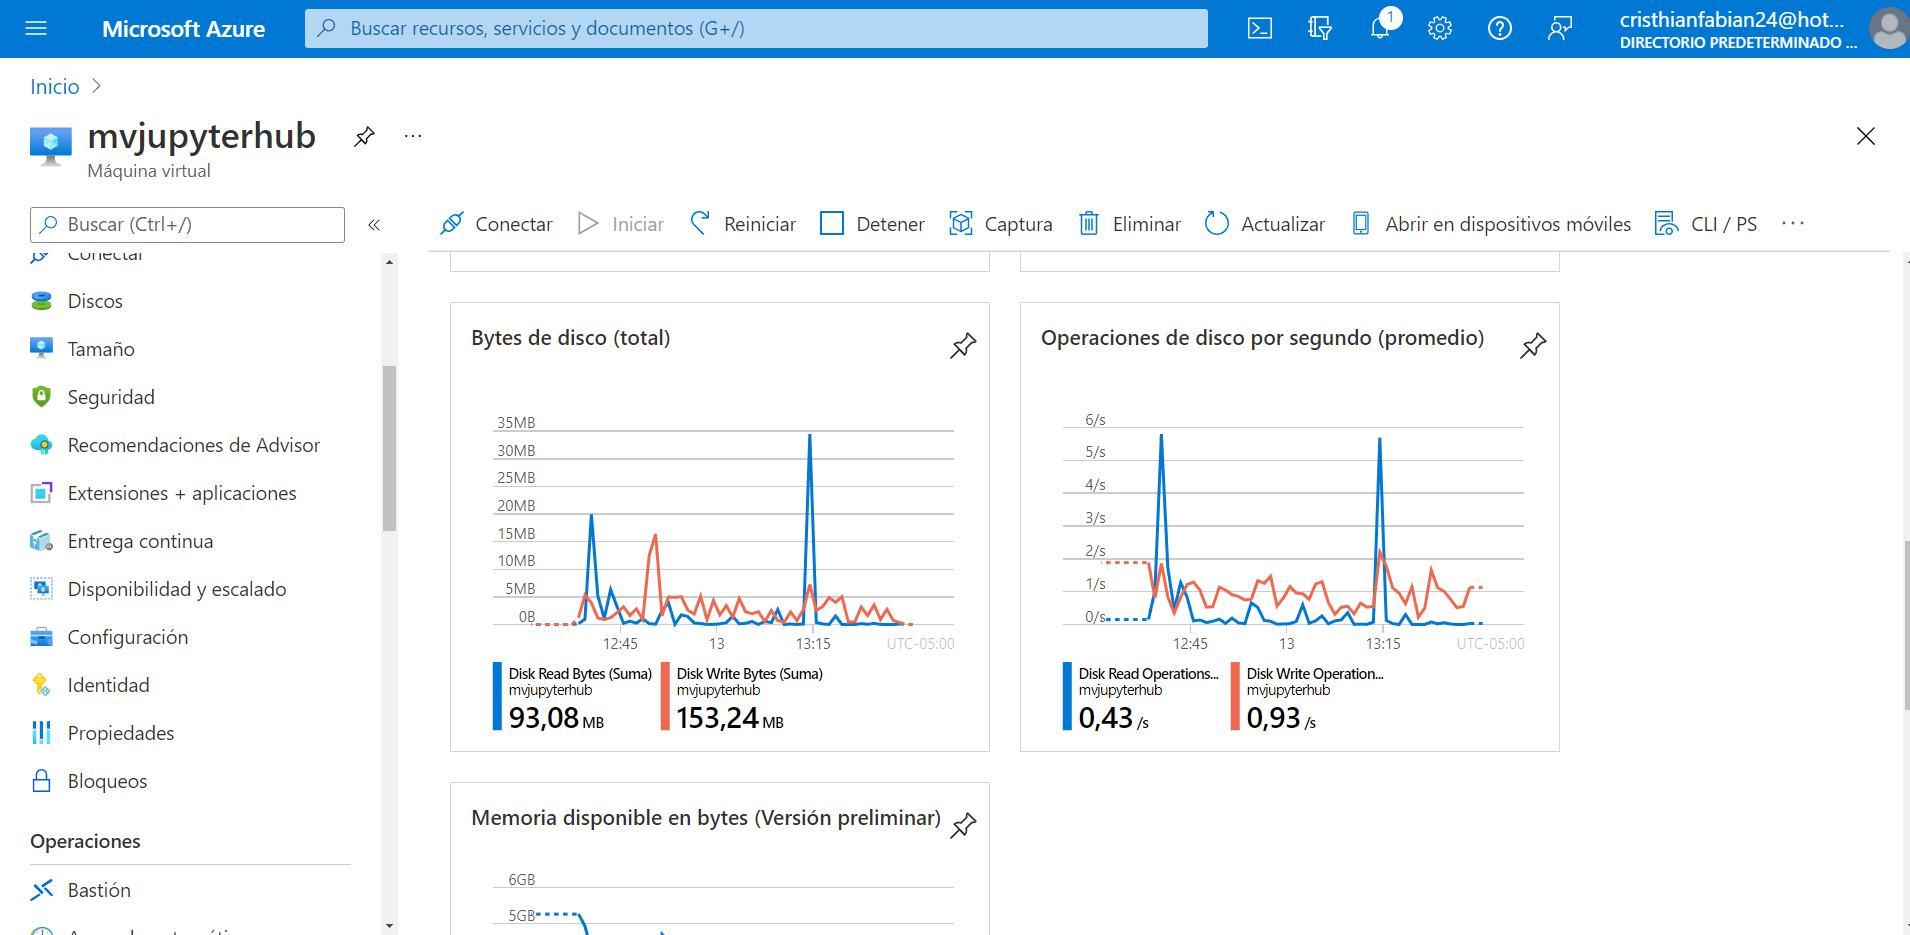 Microsoft Azure
Buscar recursos, servicios y documentos (G+/)
1
cristhianfabian24@hot...
DIRECTORIO PREDETERMINADO ...
Inicio
mvjupyterhub
...
Máquina virtual
Buscar (Ctrl+/)
«
Conectar
Iniciar
Reiniciar
Detener
Captura
Eliminar
Actualizar
Abrir en dispositivos móviles
CLI / PS
...
Conectar
Discos
Tamaño
Seguridad
Recomendaciones de Advisor
Extensiones + aplicaciones
Entrega continua
Disponibilidad y escalado
Configuración
Identidad
Propiedades
Bloqueos
Operaciones
Bastión
Bytes de disco (total)
35MB
30MB
25MB
20MB
15MB
10MB
5MB
0B
12:45
13
13:15
UTC-05:00
Disk Read Bytes (Suma)
mvjupyterhub
93,08 MB
Disk Write Bytes (Suma)
mvjupyterhub
153,24 MB
Operaciones de disco por segundo (promedio)
6/s
5/s
4/s
3/s
2/s
1/s
0/s
12:45
13
13:15
UTC-05:00
Disk Read Operations...
mvjupyterhub
0,43 /s
Disk Write Operation...
mvjupyterhub
0,93 /s
Memoria disponible en bytes (Versión preliminar)
6GB
5GB